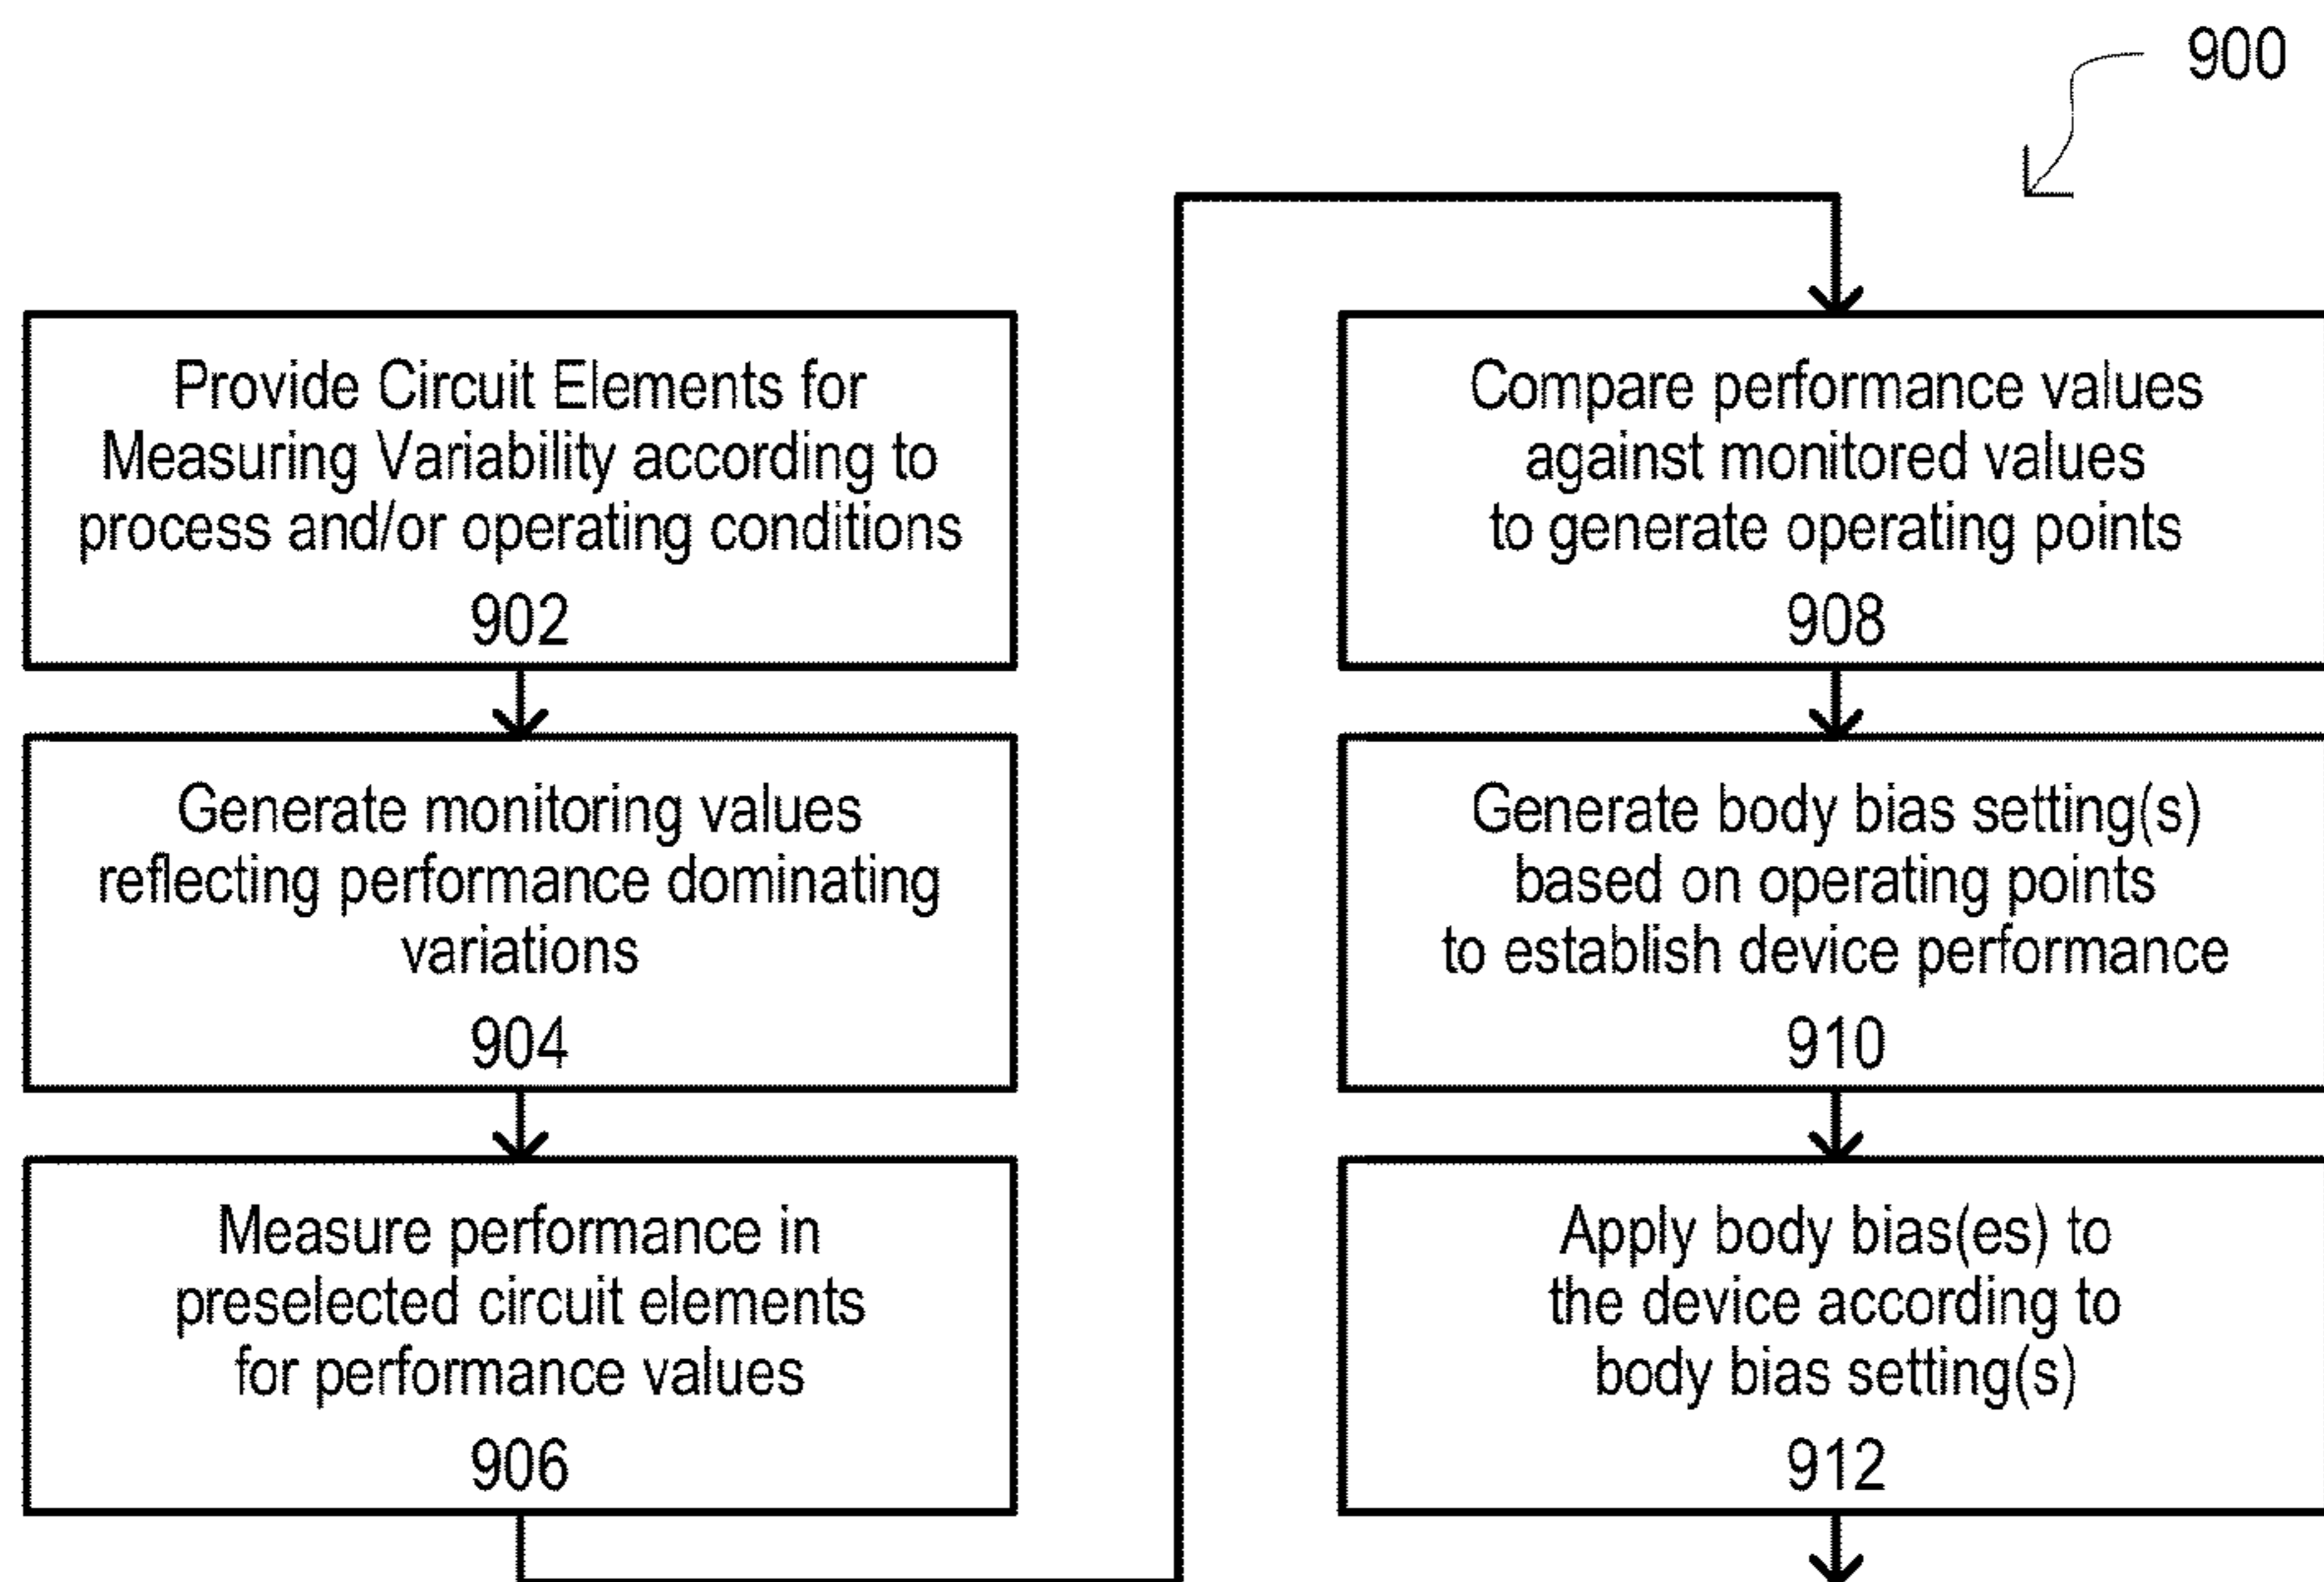 900
Provide Circuit Elements for
Measuring Variability according to
process and/or operating conditions
902
Generate monitoring values
reflecting performance dominating
variations
904
Measure performance in
preselected circuit elements
for performance values
906
Compare performance values
against monitored values
to generate operating points
908
Generate body bias setting(s)
based on operating points
to establish device performance
910
Apply body bias(es) to
the device according to
body bias setting(s)
912